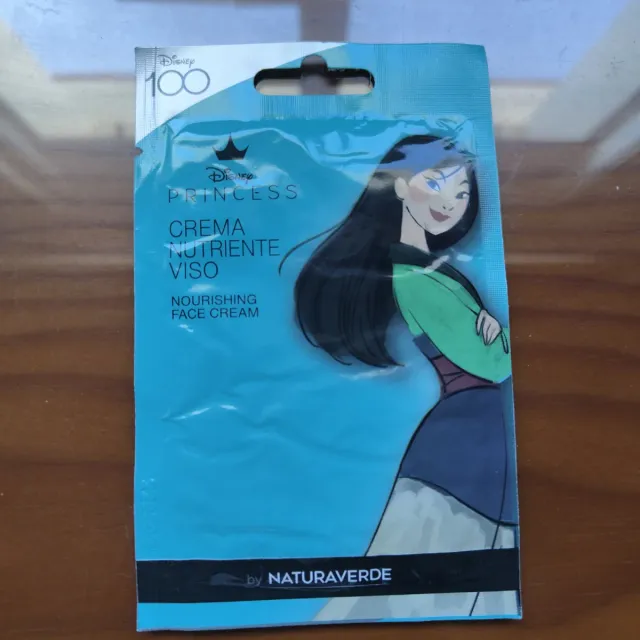 Disney
100
Disney
PRINCESS
CREMA
NUTRIENTE
VISO
NOURISHING
FACE CREAM
by NATURAVERDE